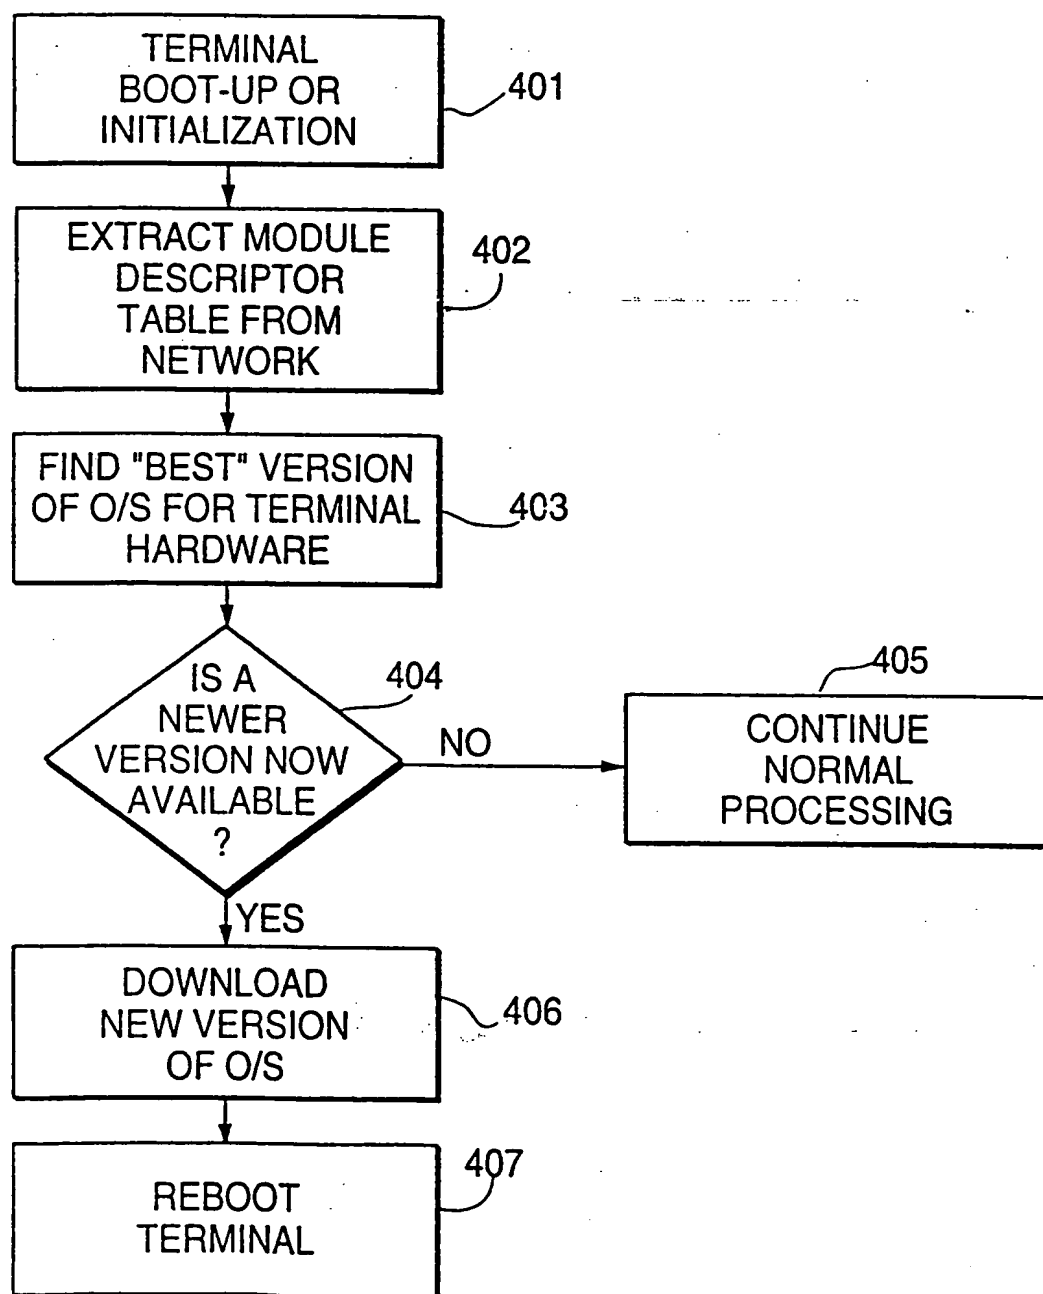 TERMINAL
BOOT-UP OR
INITIALIZATION
401
EXTRACT MODULE
DESCRIPTOR
TABLE FROM
NETWORK
402
FIND "BEST" VERSION
OF O/S FOR TERMINAL
HARDWARE
403
IS A
NEWER
VERSION NOW
AVAILABLE
?
404
NO
405
CONTINUE
NORMAL
PROCESSING
YES
DOWNLOAD
NEW VERSION
OF O/S
406
REBOOT
TERMINAL
407